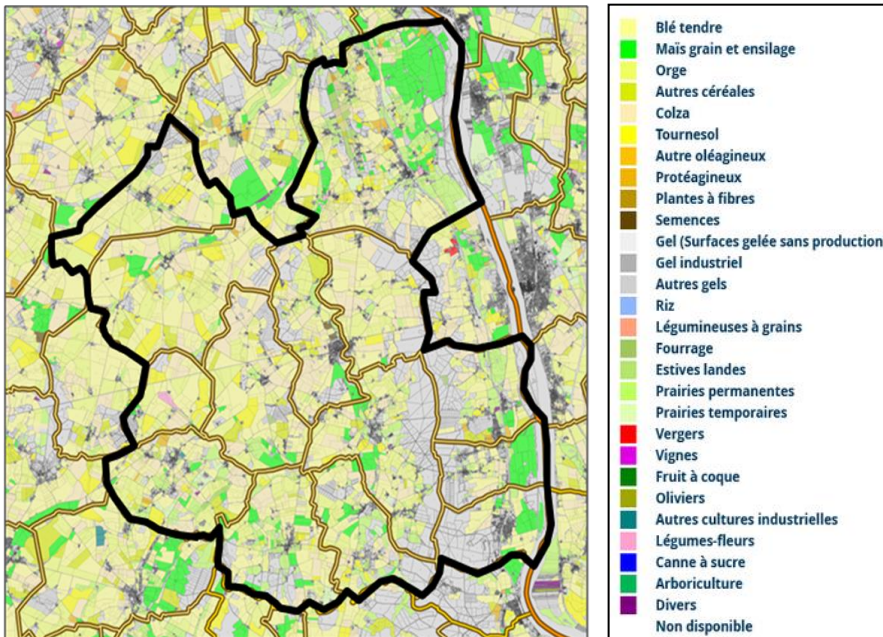 Blé tendre
Maïs grain et ensilage
Orge
Autres céréales
Colza
Tournesol
Autre oléagineux
Protéagineux
Plantes à fibres
Semences
Gel (Surfaces gelée sans production
Gel industriel
Autres gels
Riz
Légumineuses à grains
Fourrage
Estives landes
Prairies permanentes
Prairies temporaires
Vergers
Vignes
Fruit à coque
Oliviers
Autres cultures industrielles
Légumes-fleurs
Canne à sucre
Arboriculture
Divers
Non disponible